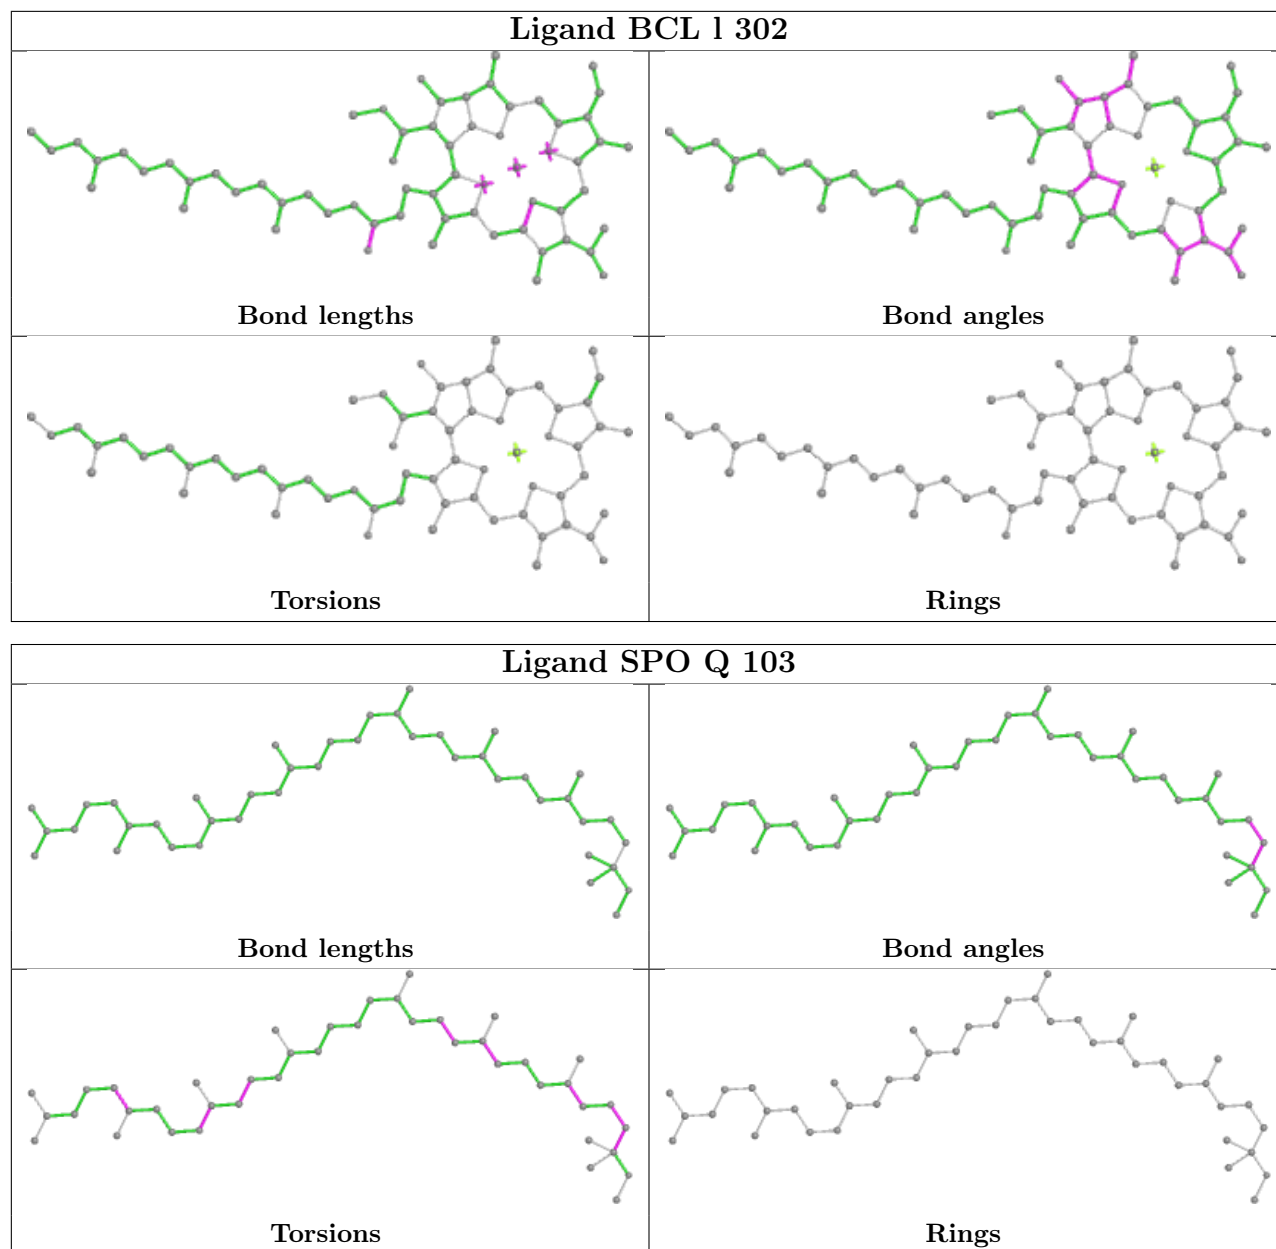 Ligand BCL l 302
Bond lengths
Bond angles
Torsions
Rings
Ligand SPO Q 103
Bond lengths
Bond angles
Torsions
Rings